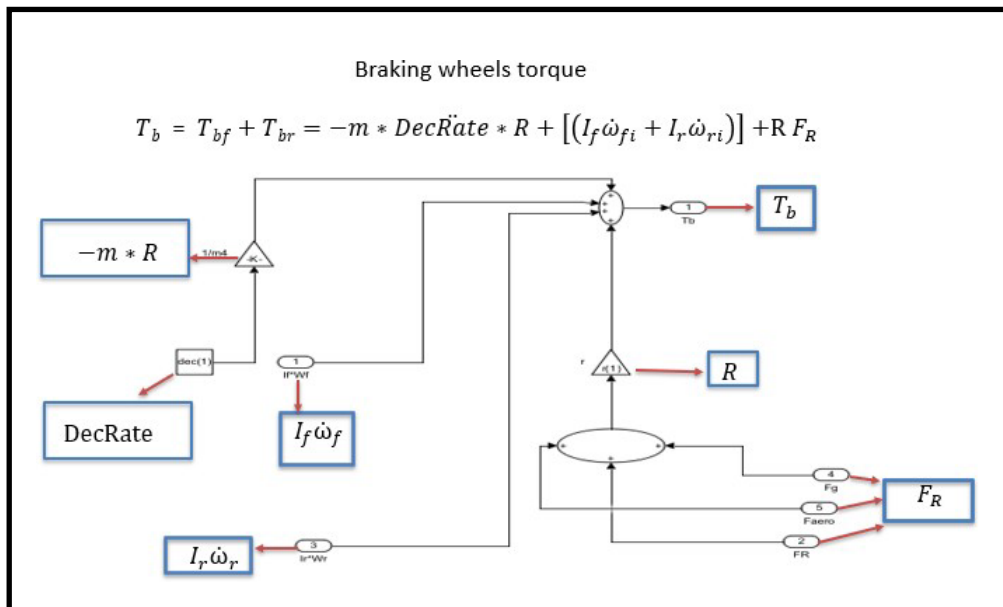 Braking wheels torque
T_b = T_bf + T_br = −m * DecRäte * R + [(I_f ω̇_fi + I_r ω̇_ri)] +R F_R
+
+
+
+
1
Tb
T_b
−m * R
1/m4
-K-
dec(1)
1
If*Wf
r
r(1)
R
DecRate
I_f ω̇_f
+
+
+
4
Fg
5
Faero
F_R
I_r ω̇_r
3
Ir*Wr
2
FR